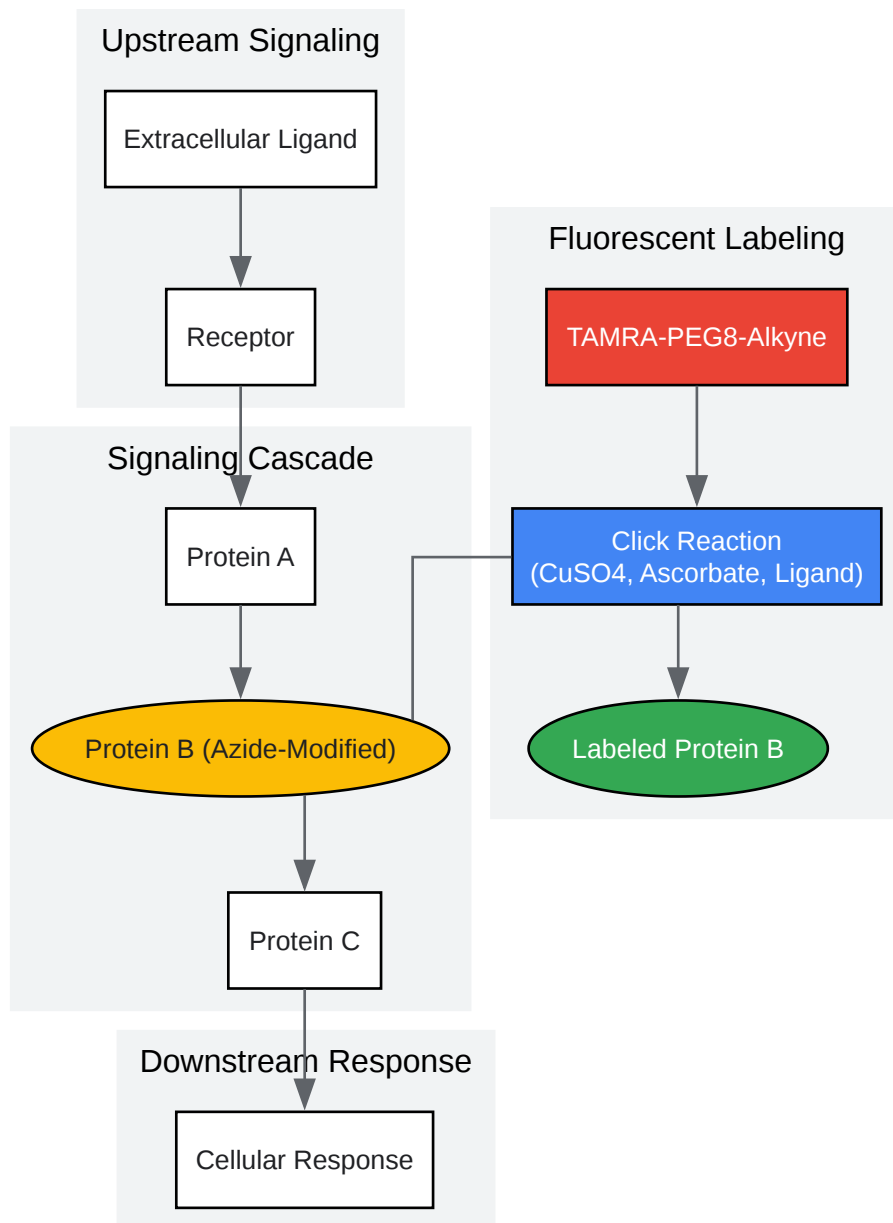 Upstream Signaling
Extracellular Ligand
Receptor
Signaling Cascade
Protein A
Protein B (Azide-Modified)
Protein C
Downstream Response
Cellular Response
Fluorescent Labeling
TAMRA-PEG8-Alkyne
Click Reaction
(CuSO4, Ascorbate, Ligand)
Labeled Protein B